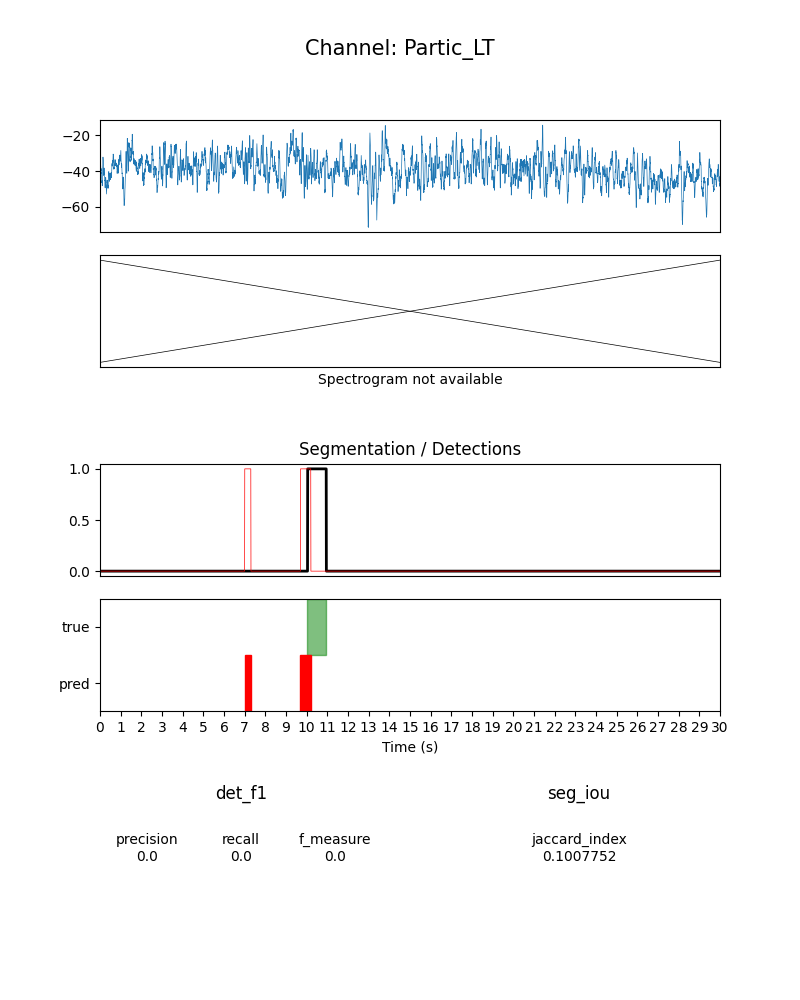 Channel: Partic_LT
−20
−40
−60
Spectrogram not available
Segmentation / Detections
1.0
0.5
0.0
true
pred
0 1 2 3 4 5 6 7 8 9 10 11 12 13 14 15 16 17 18 19 20 21 22 23 24 25 26 27 28 29 30
Time (s)
det_f1 seg_iou
precision recall f_measure jaccard_index
0.0 0.0 0.0 0.1007752